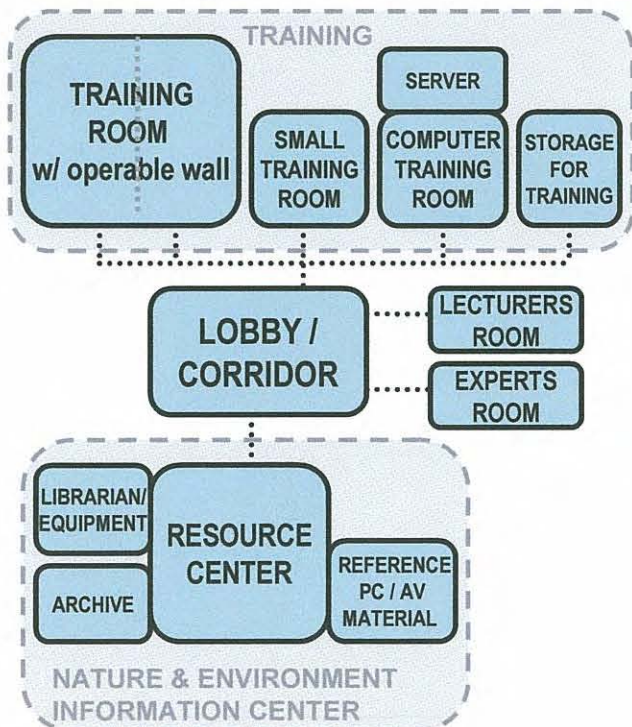 TRAINING
TRAINING
ROOM
w/ operable wall
SERVER
SMALL
TRAINING
ROOM
COMPUTER
TRAINING
ROOM
STORAGE
FOR
TRAINING
LOBBY /
CORRIDOR
LECTURERS
ROOM
EXPERTS
ROOM
LIBRARIAN/
EQUIPMENT
ARCHIVE
RESOURCE
CENTER
REFERENCE
PC / AV
MATERIAL
NATURE & ENVIRONMENT
INFORMATION CENTER